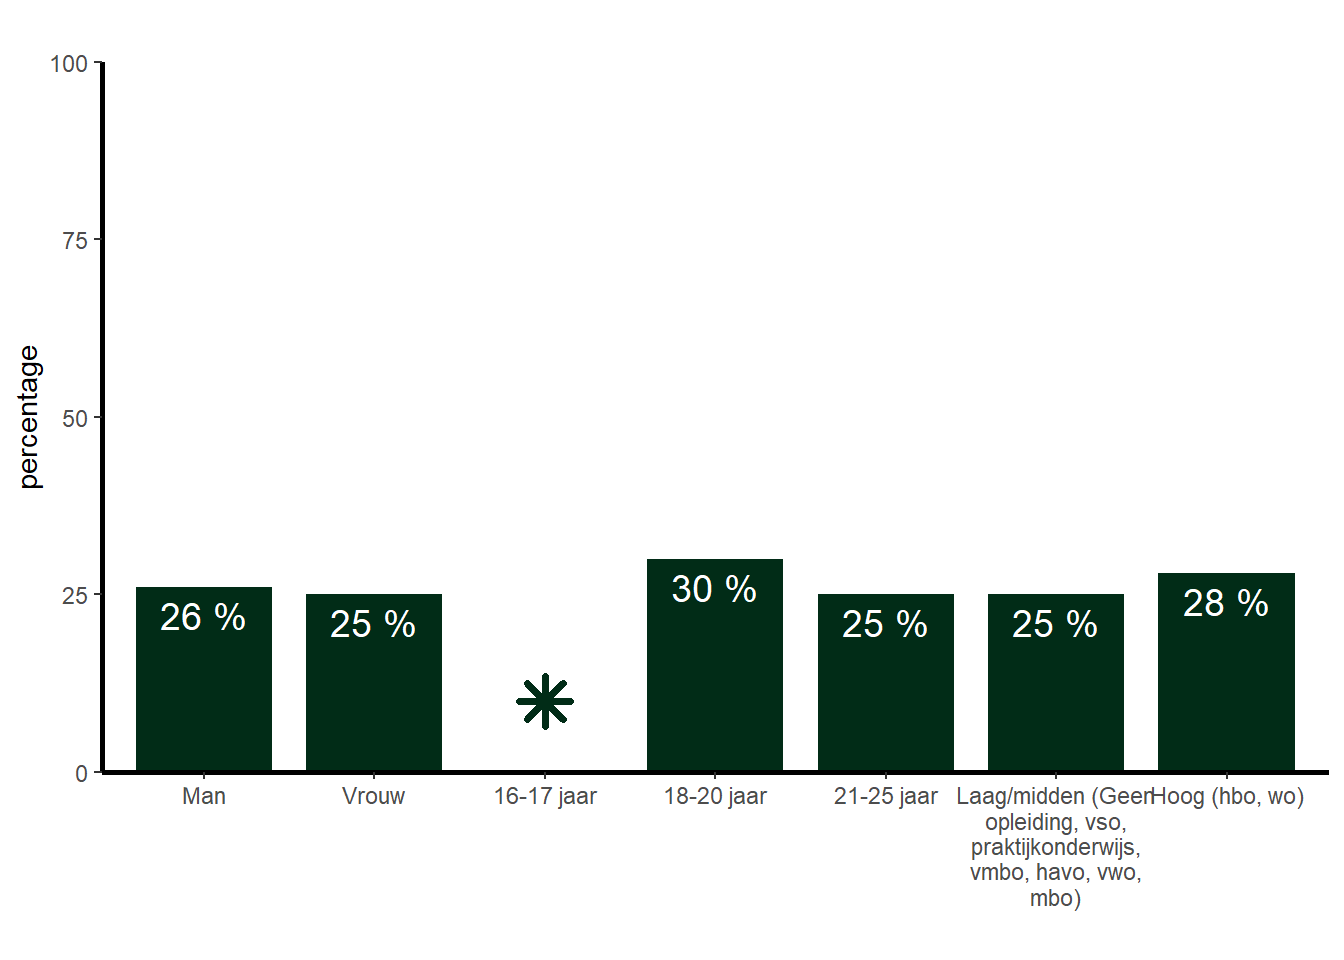 100
75
50
25
0
percentage
26 %
25 %
30 %
25 %
25 %
28 %
Man
Vrouw
16-17 jaar
18-20 jaar
21-25 jaar
Laag/midden (Geen
opleiding, vso,
praktijkonderwijs,
vmbo, havo, vwo,
mbo)
Hoog (hbo, wo)